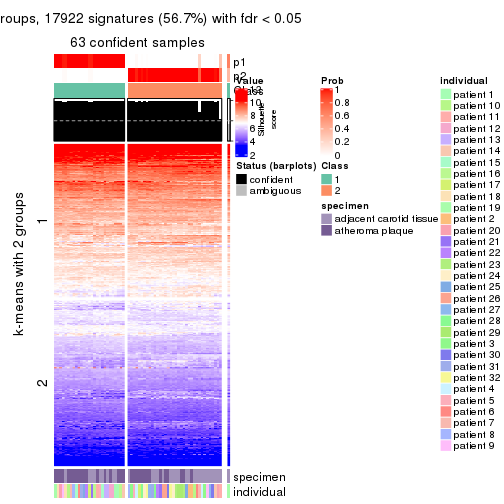 roups, 17922 signatures (56.7%) with fdr < 0.05
63 confident samples
p1
p2
Class
1
2
k-means with 2 groups
Silhouette
score
specimen
individual
Value
12
10
8
6
4
2
Status (barplots)
confident
ambiguous
Prob
1
0.8
0.6
0.4
0.2
0
Class
1
2
specimen
adjacent carotid tissue
atheroma plaque
individual
patient 1
patient 10
patient 11
patient 12
patient 13
patient 14
patient 15
patient 16
patient 17
patient 18
patient 19
patient 2
patient 20
patient 21
patient 22
patient 23
patient 24
patient 25
patient 26
patient 27
patient 28
patient 29
patient 3
patient 30
patient 31
patient 32
patient 4
patient 5
patient 6
patient 7
patient 8
patient 9